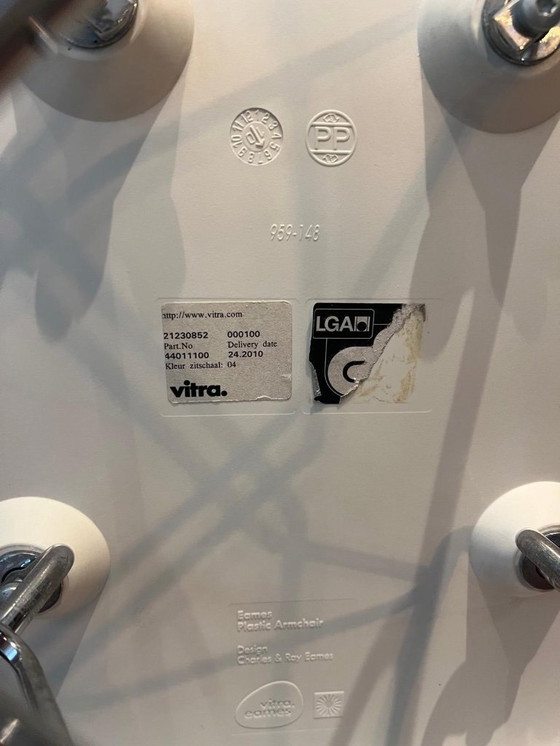 PP
959-148
http://www.vitra.com
21230852 000100
Part.No Delivery date
44011100 24.2010
Kleur zitschaal: 04
vitra.
LGA
Eames
Plastic Armchair
Design
Charles & Ray Eames
vitra.
eames